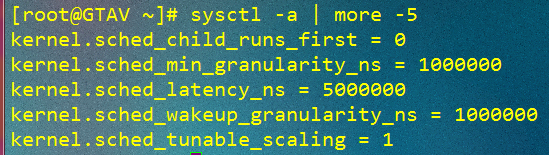 [root@GTAV ~]# sysctl -a | more -5
kernel.sched_child_runs_first = 0
kernel.sched_min_granularity_ns = 1000000
kernel.sched_latency_ns = 5000000
kernel.sched_wakeup_granularity_ns = 1000000
kernel.sched_tunable_scaling = 1